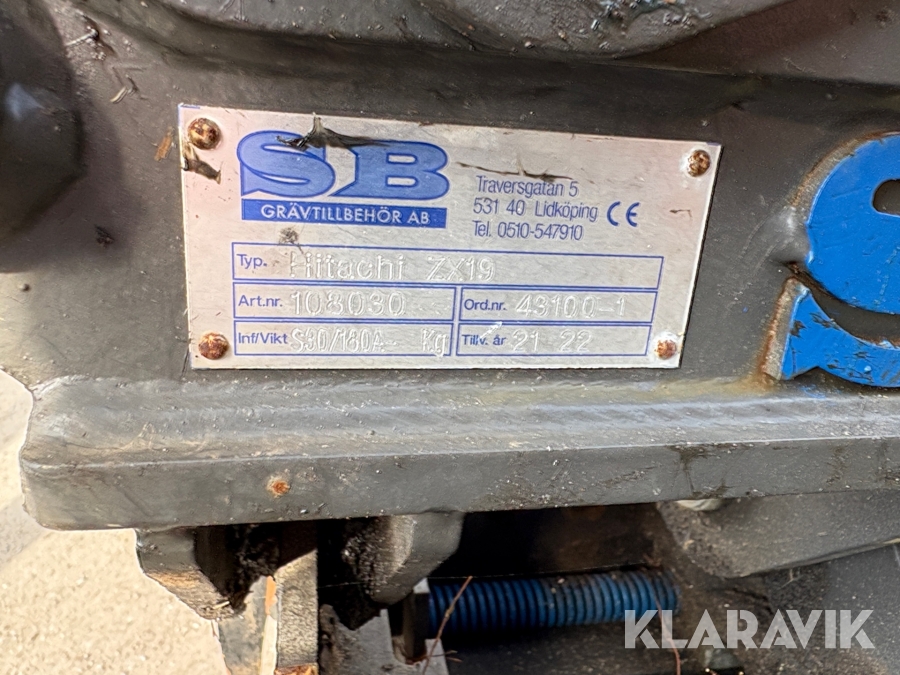 SB
GRÄVTILLBEHÖR AB
Traversgatan 5
531 40 Lidköping
Tel. 0510-547910
CE
Typ. Hitachi ZX19
Art.nr. 108030
Ord.nr. 43100-1
Inf/Vikt S30/180A Kg
Tillv. år 21 22
KLARAVIK